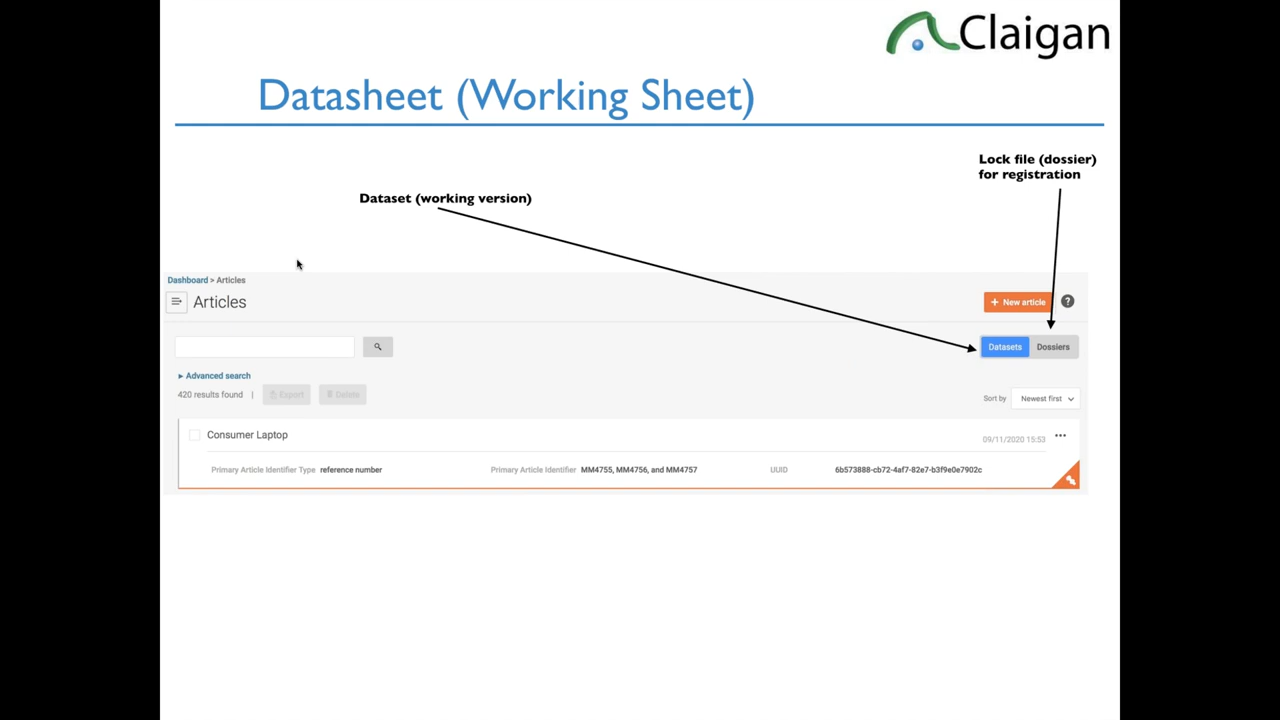 Claigan
Datasheet (Working Sheet)
Lock file (dossier)
for registration
Dataset (working version)
Dashboard > Articles
Articles
+ New article
?
Datasets
Dossiers
▸ Advanced search
420 results found | Export Delete
Sort by Newest first
Consumer Laptop
09/11/2020 15:53
Primary Article Identifier Type reference number Primary Article Identifier MM4755, MM4756, and MM4757 UUID 6b573888-cb72-4af7-82e7-b3f9e0e7902c